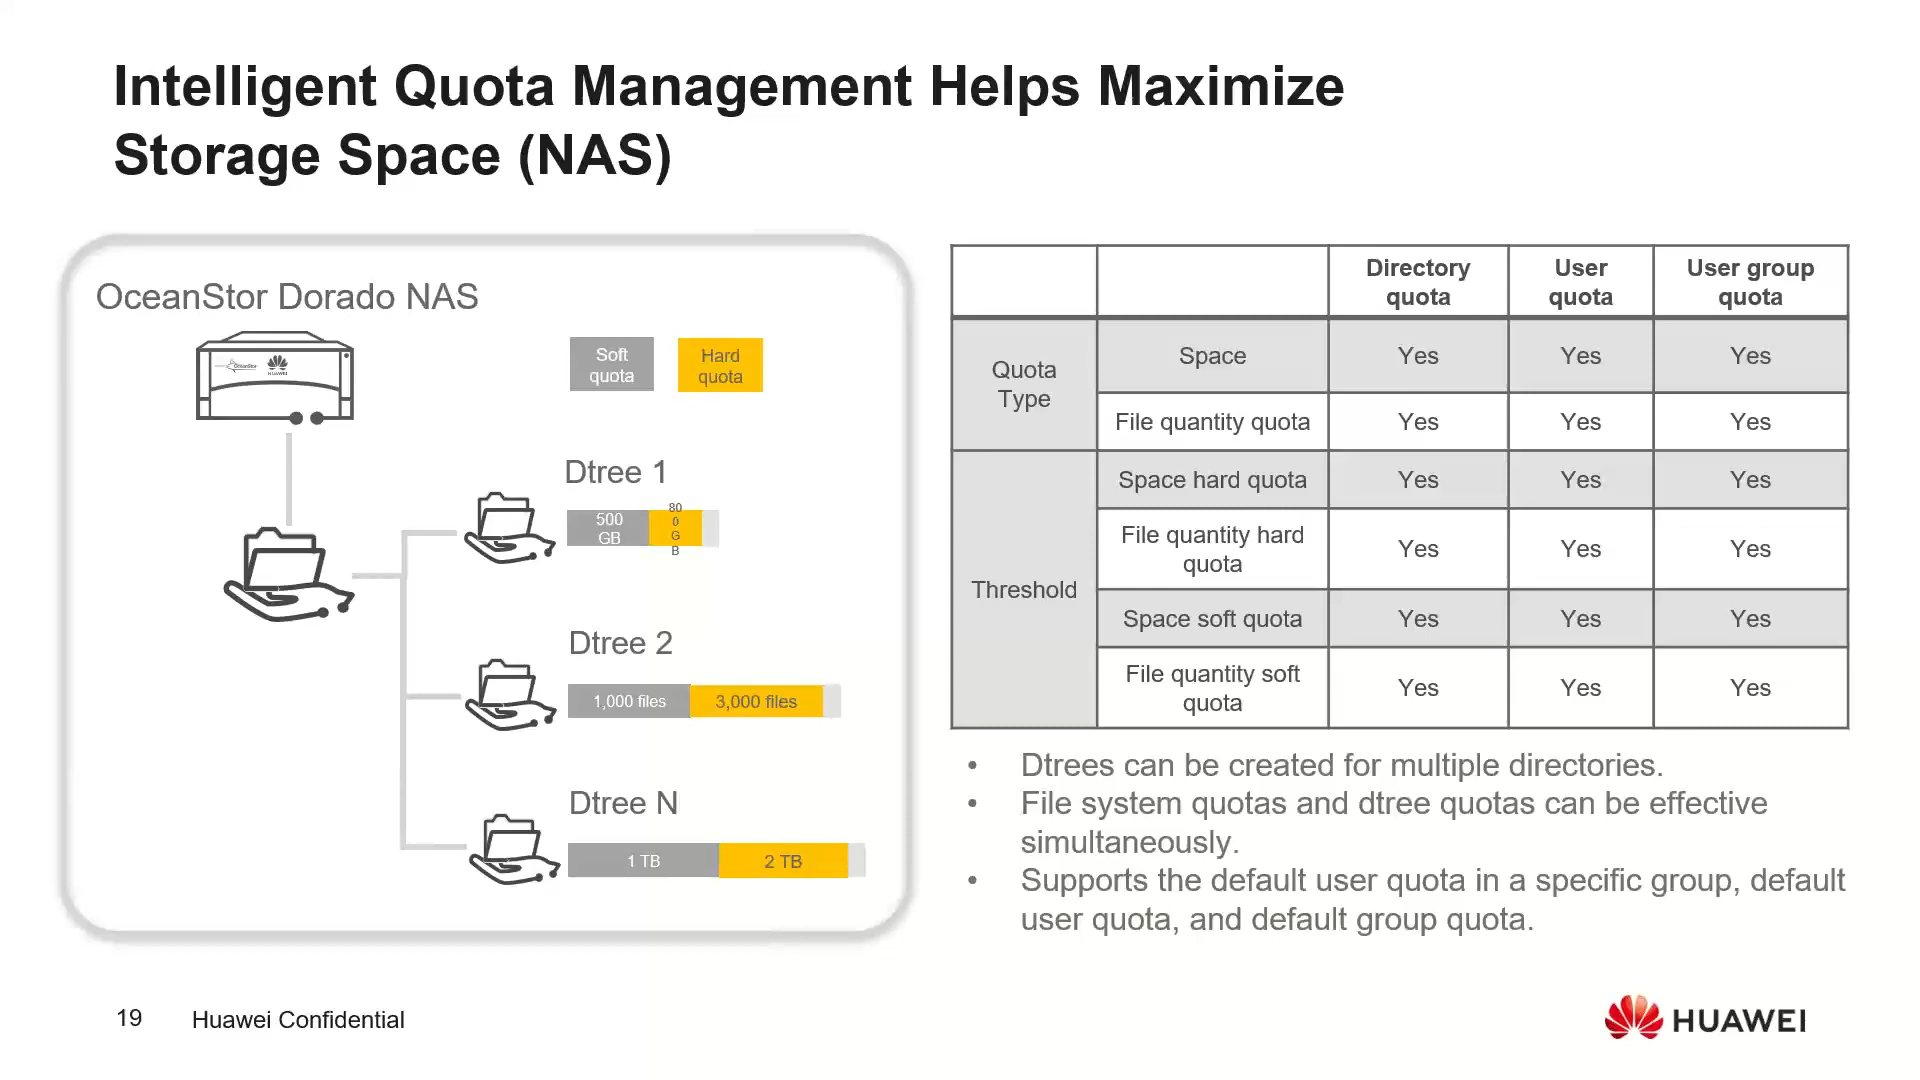 Intelligent Quota Management Helps Maximize
Storage Space (NAS)
OceanStor Dorado NAS
OceanStor
HUAWEI
Soft
quota
Hard
quota
Dtree 1
500
GB
80
0
G
B
Dtree 2
1,000 files
3,000 files
Dtree N
1 TB
2 TB
Directory
quota
User
quota
User group
quota
Quota
Type
Space
Yes
Yes
Yes
File quantity quota
Yes
Yes
Yes
Threshold
Space hard quota
Yes
Yes
Yes
File quantity hard
quota
Yes
Yes
Yes
Space soft quota
Yes
Yes
Yes
File quantity soft
quota
Yes
Yes
Yes
• Dtrees can be created for multiple directories.
• File system quotas and dtree quotas can be effective
simultaneously.
• Supports the default user quota in a specific group, default
user quota, and default group quota.
19
Huawei Confidential
HUAWEI